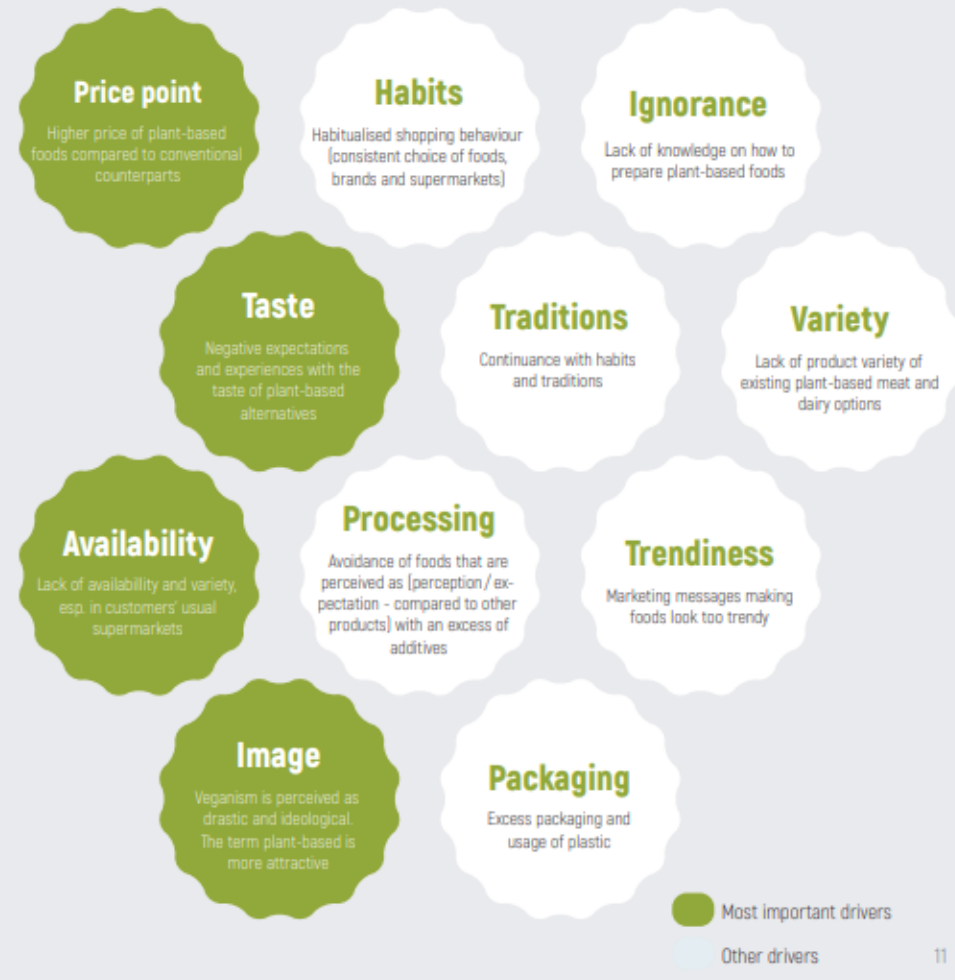 Price point
Higher price of plant-based
foods compared to conventional
counterparts
Habits
Habitualised shopping behaviour
(consistent choice of foods,
brands and supermarkets)
Ignorance
Lack of knowledge on how to
prepare plant-based foods
Taste
Negative expectations
and experiences with the
taste of plant-based
alternatives
Traditions
Continuance with habits
and traditions
Variety
Lack of product variety of
existing plant-based meat and
dairy options
Availability
Lack of availabillity and variety,
esp. in customers' usual
supermarkets
Processing
Avoidance of foods that are
perceived as (perception / ex-
pectation - compared to other
products) with an excess of
additives
Trendiness
Marketing messages making
foods look too trendy
Image
Veganism is perceived as
drastic and ideological.
The term plant-based is
more attractive
Packaging
Excess packaging and
usage of plastic
Most important drivers
Other drivers
11